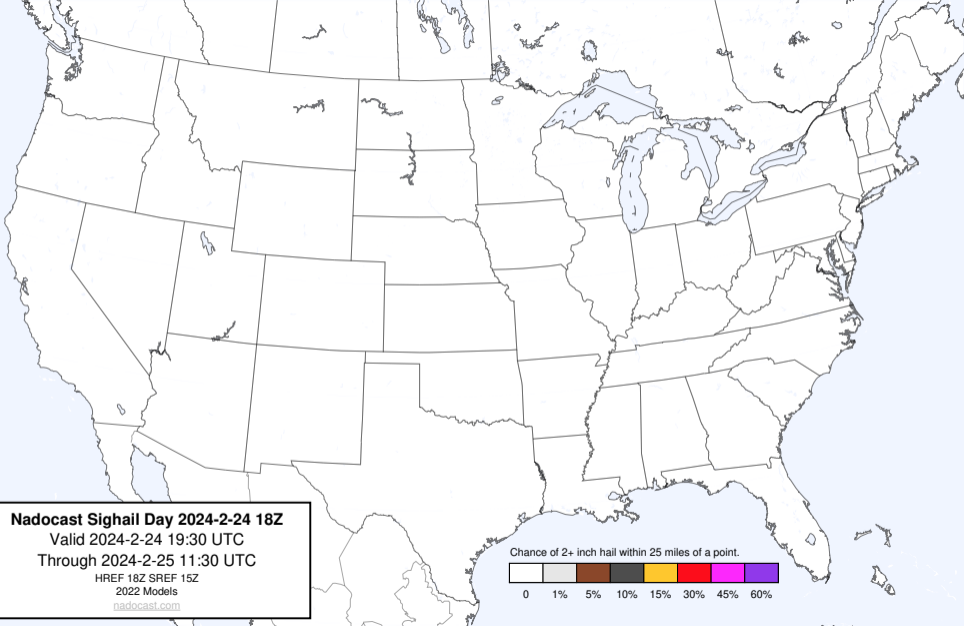 Nadocast Sighail Day 2024-2-24 18Z
Valid 2024-2-24 19:30 UTC
Through 2024-2-25 11:30 UTC
HREF 18Z SREF 15Z
2022 Models
nadocast.com
Chance of 2+ inch hail within 25 miles of a point.
0 1% 5% 10% 15% 30% 45% 60%